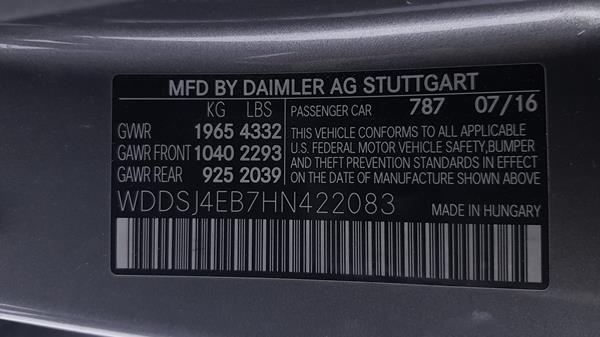 MFD BY DAIMLER AG STUTTGART
KG LBS PASSENGER CAR 787 07/16
GVWR 1965 4332 THIS VEHICLE CONFORMS TO ALL APPLICABLE
GAWR FRONT 1040 2293 U.S. FEDERAL MOTOR VEHICLE SAFETY,BUMPER
GAWR REAR 925 2039 AND THEFT PREVENTION STANDARDS IN EFFECT
ON THE DATE OF MANUFACTURE SHOWN ABOVE.
WDDSJ4EB7HN422083 MADE IN HUNGARY